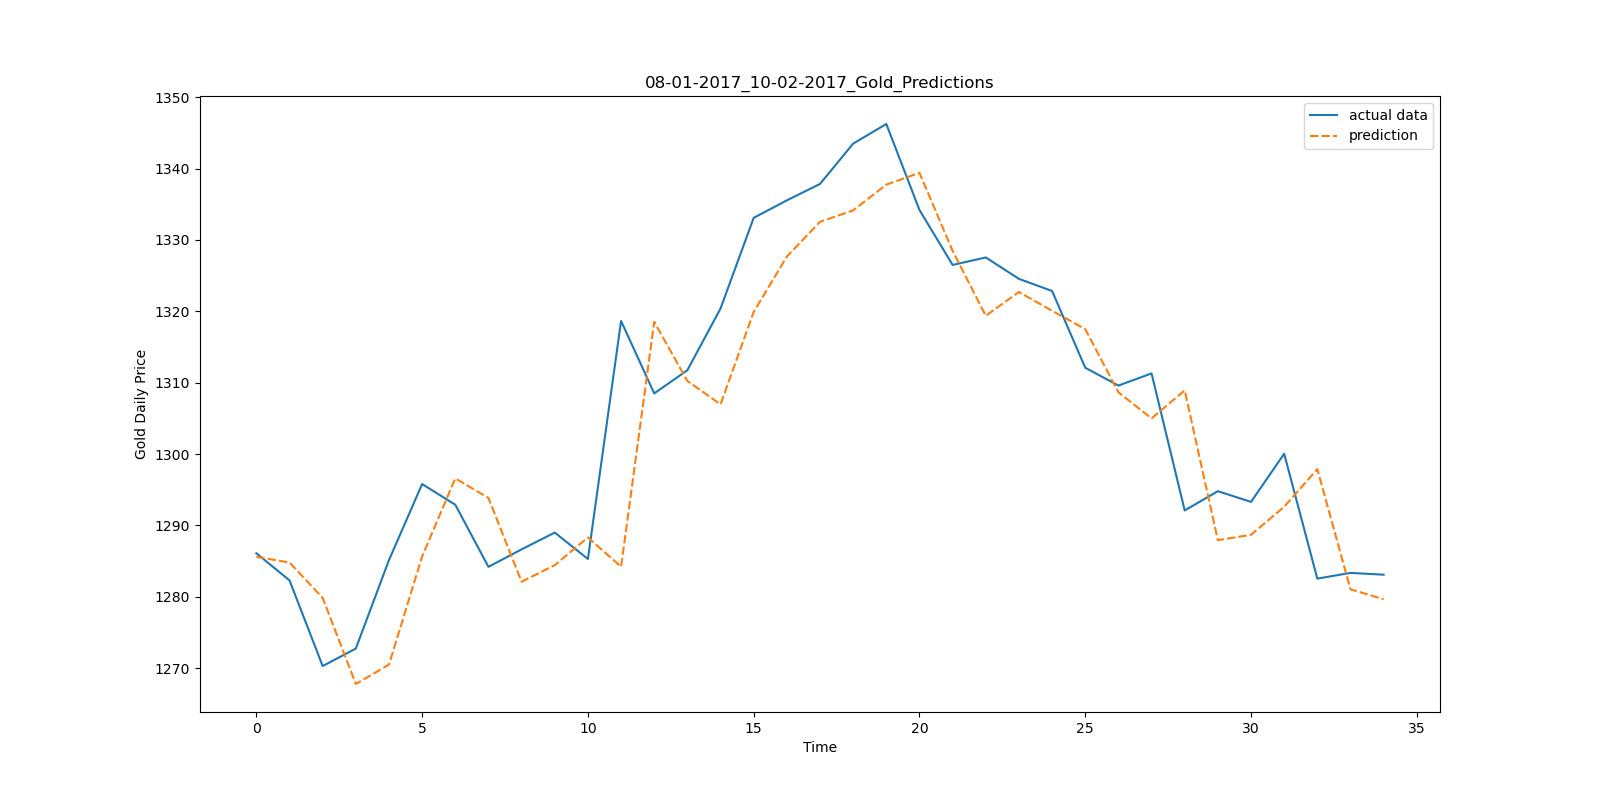 08-01-2017_10-02-2017_Gold_Predictions
actual data
prediction
Gold Daily Price
1350
1340
1330
1320
1310
1300
1290
1280
1270
0 5 10 15 20 25 30 35
Time